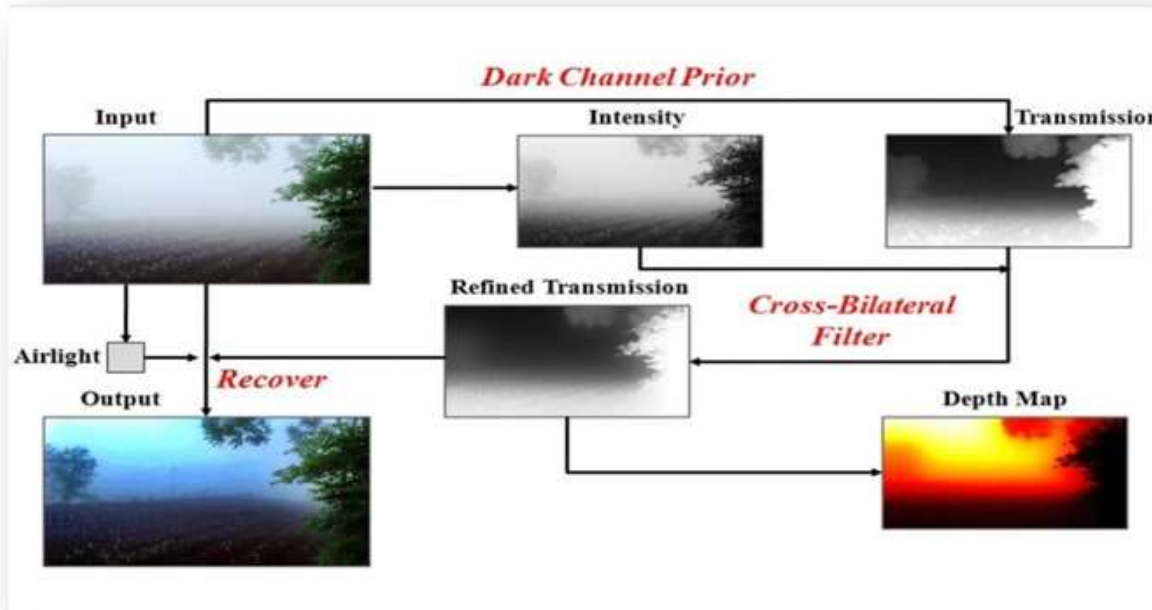 Dark Channel Prior
Input
Intensity
Transmission
Refined Transmission
Cross-Bilateral
Filter
Airlight
Recover
Output
Depth Map